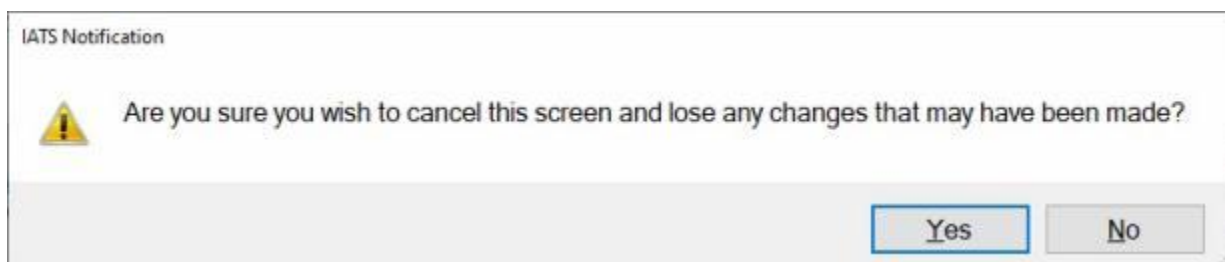 IATS Notification
Are you sure you wish to cancel this screen and lose any changes that may have been made?
Yes No